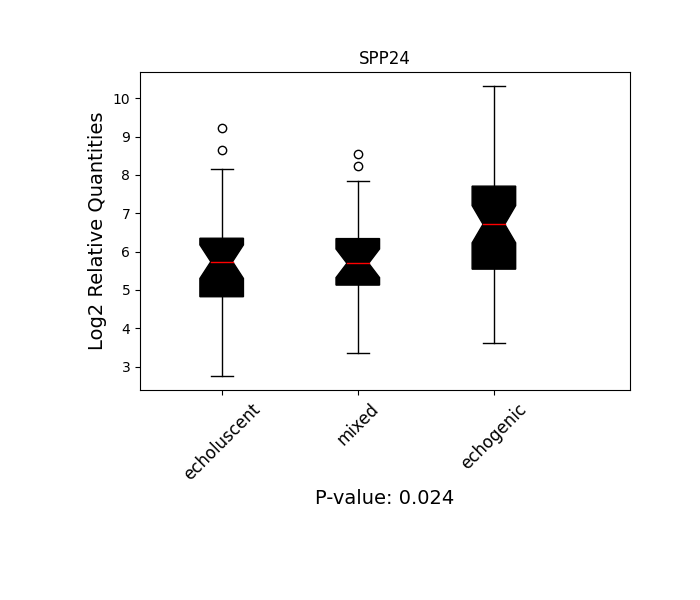 SPP24
Log2 Relative Quantities
10
9
8
7
6
5
4
3
echoluscent
mixed
echogenic
P-value: 0.024